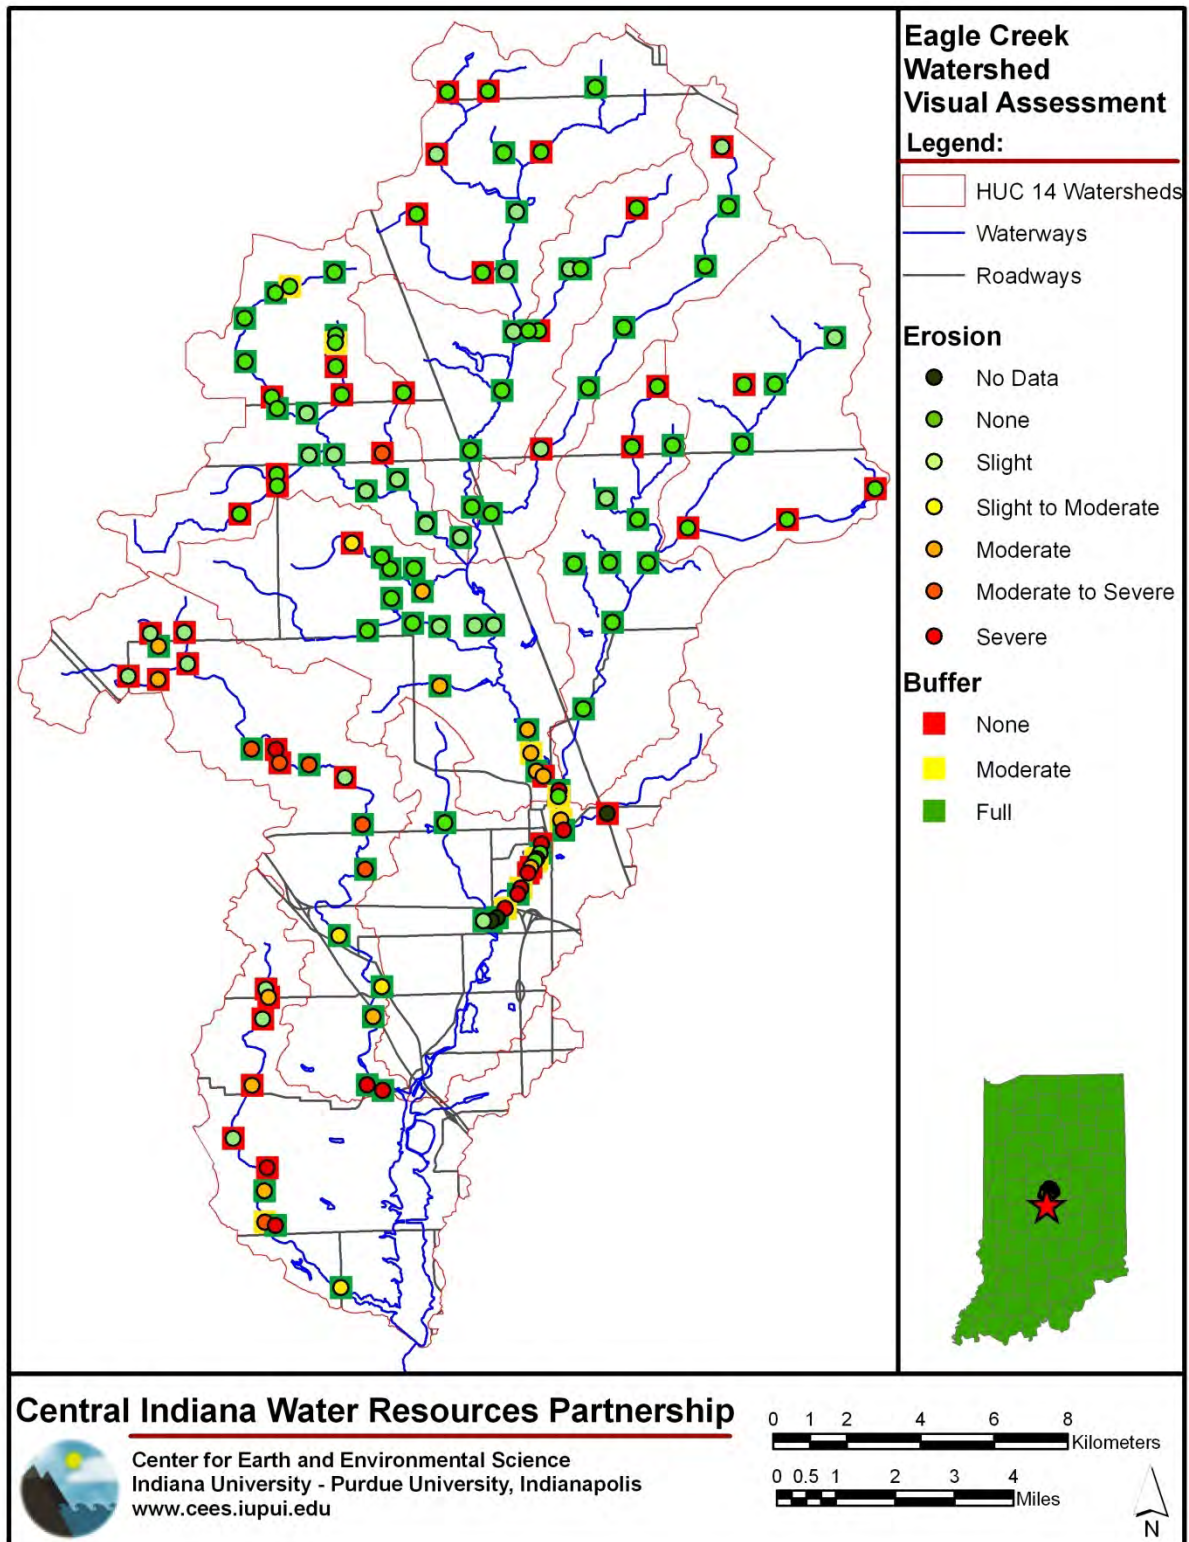 Eagle Creek
Watershed
Visual Assessment
Legend:
HUC 14 Watersheds
Waterways
Roadways
Erosion
No Data
None
Slight
Slight to Moderate
Moderate
Moderate to Severe
Severe
Buffer
None
Moderate
Full
Central Indiana Water Resources Partnership
Center for Earth and Environmental Science
Indiana University - Purdue University, Indianapolis
www.cees.iupui.edu
0 1 2 4 6 8
Kilometers
0 0.5 1 2 3 4
Miles
N